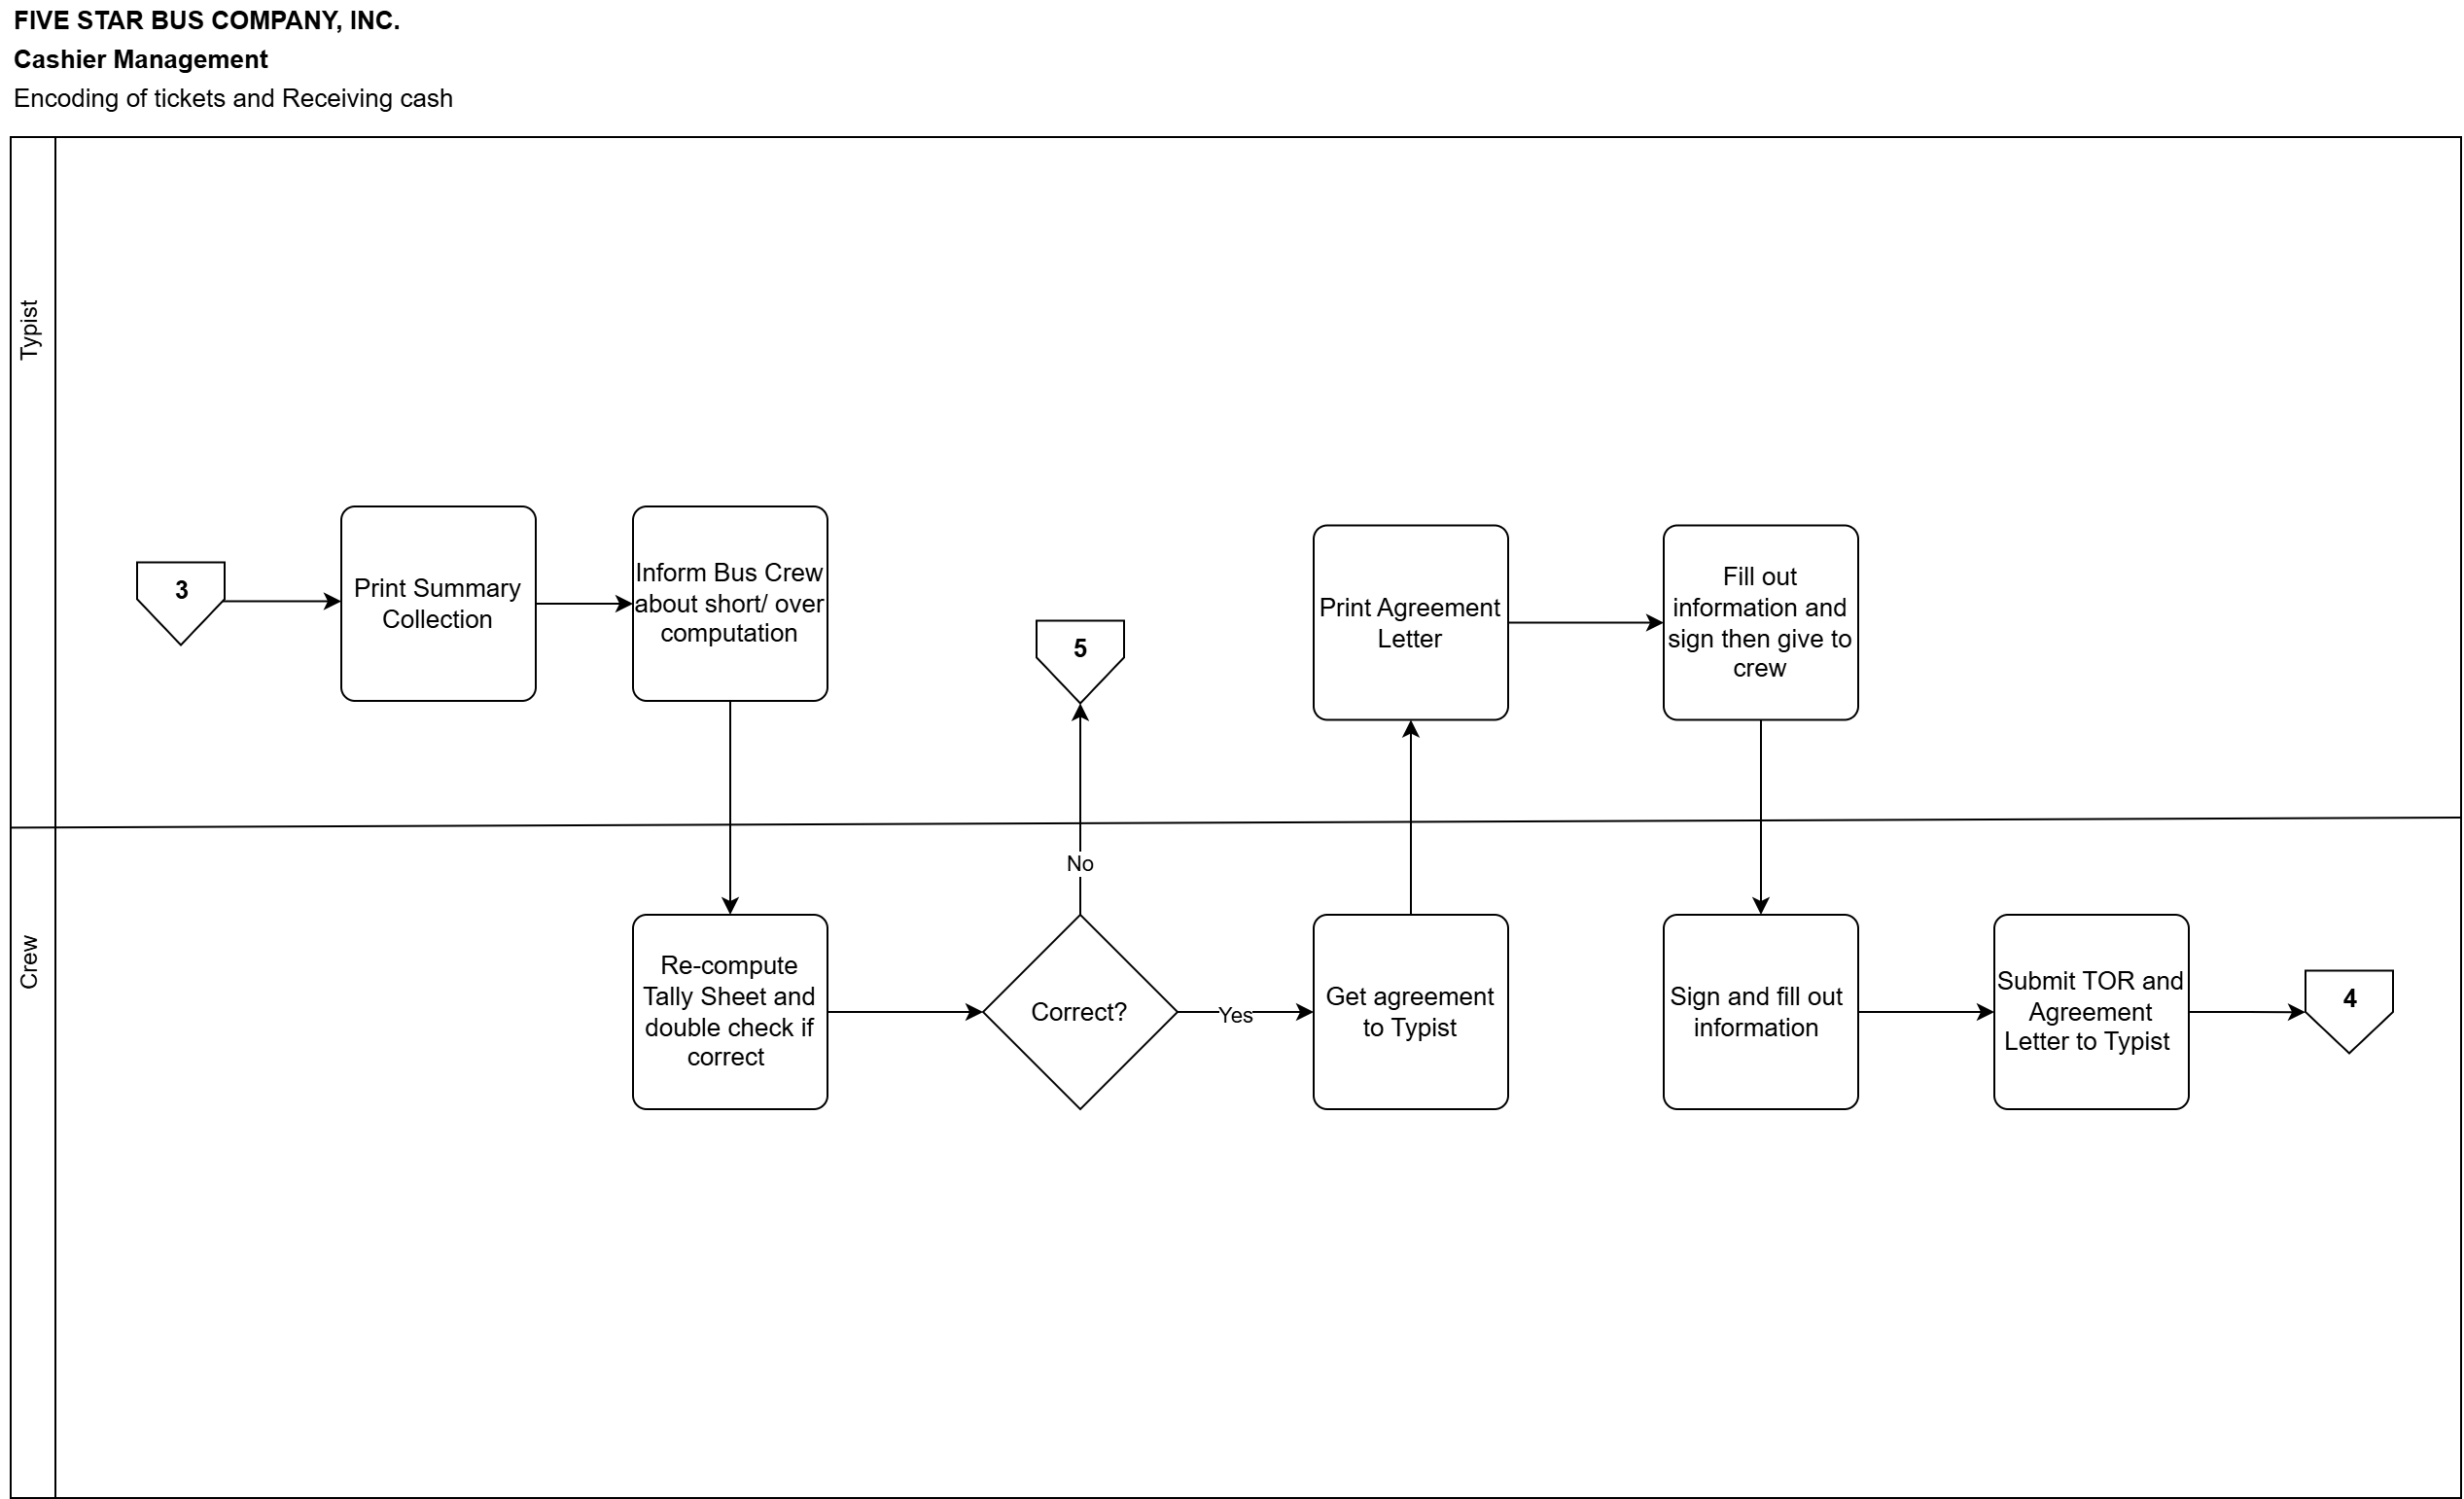 FIVE STAR BUS COMPANY, INC.
Cashier Management
Encoding of tickets and Receiving cash
Typist
3
Print Summary
Collection
Inform Bus Crew
about short/ over
computation
5
Print Agreement
Letter
Fill out
information and
sign then give to
crew
Crew
Re-compute
Tally Sheet and
double check if
correct
No
Correct?
Yes
Get agreement
to Typist
Sign and fill out
information
Submit TOR and
Agreement
Letter to Typist
4